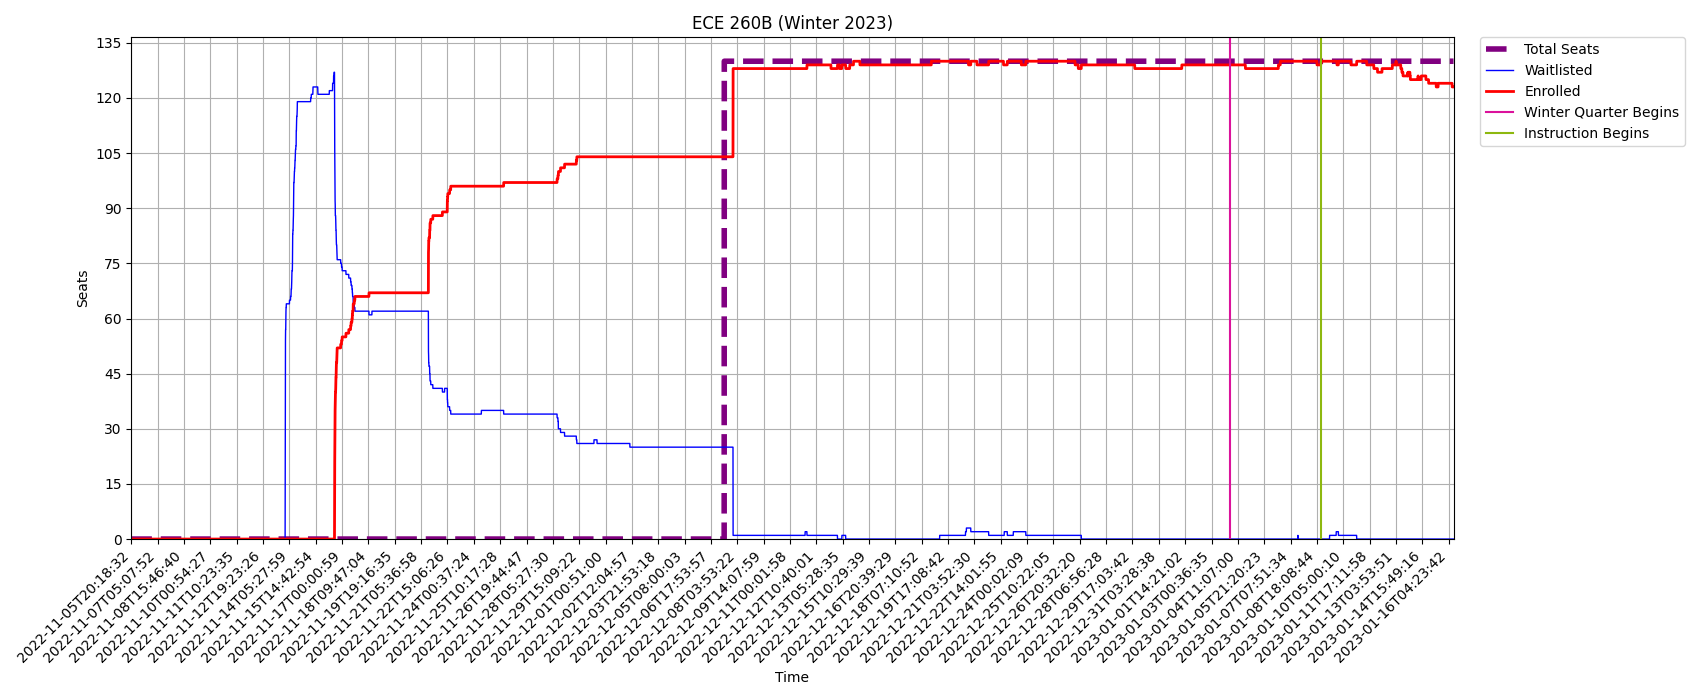 ECE 260B (Winter 2023)
Total Seats
Waitlisted
Enrolled
Winter Quarter Begins
Instruction Begins
Seats
135
120
105
90
75
60
45
30
15
0
2022-11-05T20:18:32
2022-11-07T05:07:52
2022-11-08T15:46:40
2022-11-10T00:54:27
2022-11-11T10:23:35
2022-11-12T19:23:26
2022-11-14T05:27:59
2022-11-15T14:42:54
2022-11-17T00:00:59
2022-11-18T09:47:04
2022-11-19T19:16:35
2022-11-21T05:36:58
2022-11-22T15:06:26
2022-11-24T00:37:24
2022-11-25T10:17:28
2022-11-26T19:44:47
2022-11-28T05:27:30
2022-11-29T15:09:22
2022-12-01T00:51:00
2022-12-02T12:04:57
2022-12-03T21:53:18
2022-12-05T08:00:03
2022-12-06T17:53:57
2022-12-08T03:53:22
2022-12-09T14:07:59
2022-12-11T00:01:58
2022-12-12T10:40:01
2022-12-13T05:28:35
2022-12-15T10:29:39
2022-12-16T20:39:29
2022-12-18T07:10:52
2022-12-19T17:08:42
2022-12-21T03:52:30
2022-12-22T14:01:55
2022-12-24T00:02:09
2022-12-25T10:22:05
2022-12-26T20:32:20
2022-12-28T06:56:28
2022-12-29T17:03:42
2022-12-31T03:28:38
2023-01-01T14:21:02
2023-01-03T00:36:35
2023-01-04T11:07:00
2023-01-05T21:20:23
2023-01-07T07:51:34
2023-01-08T18:08:44
2023-01-10T05:00:10
2023-01-11T17:11:58
2023-01-13T03:53:51
2023-01-14T15:49:16
2023-01-16T04:23:42
Time